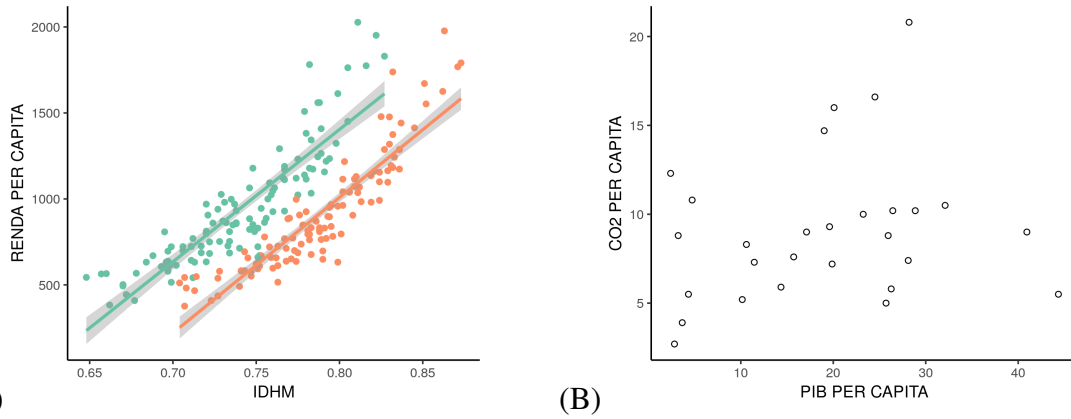 2000
1500
1000
500
RENDA PER CAPITA
0.65 0.70 0.75 0.80 0.85
IDHM
)
(B)
20
15
10
5
CO2 PER CAPITA
10 20 30 40
PIB PER CAPITA